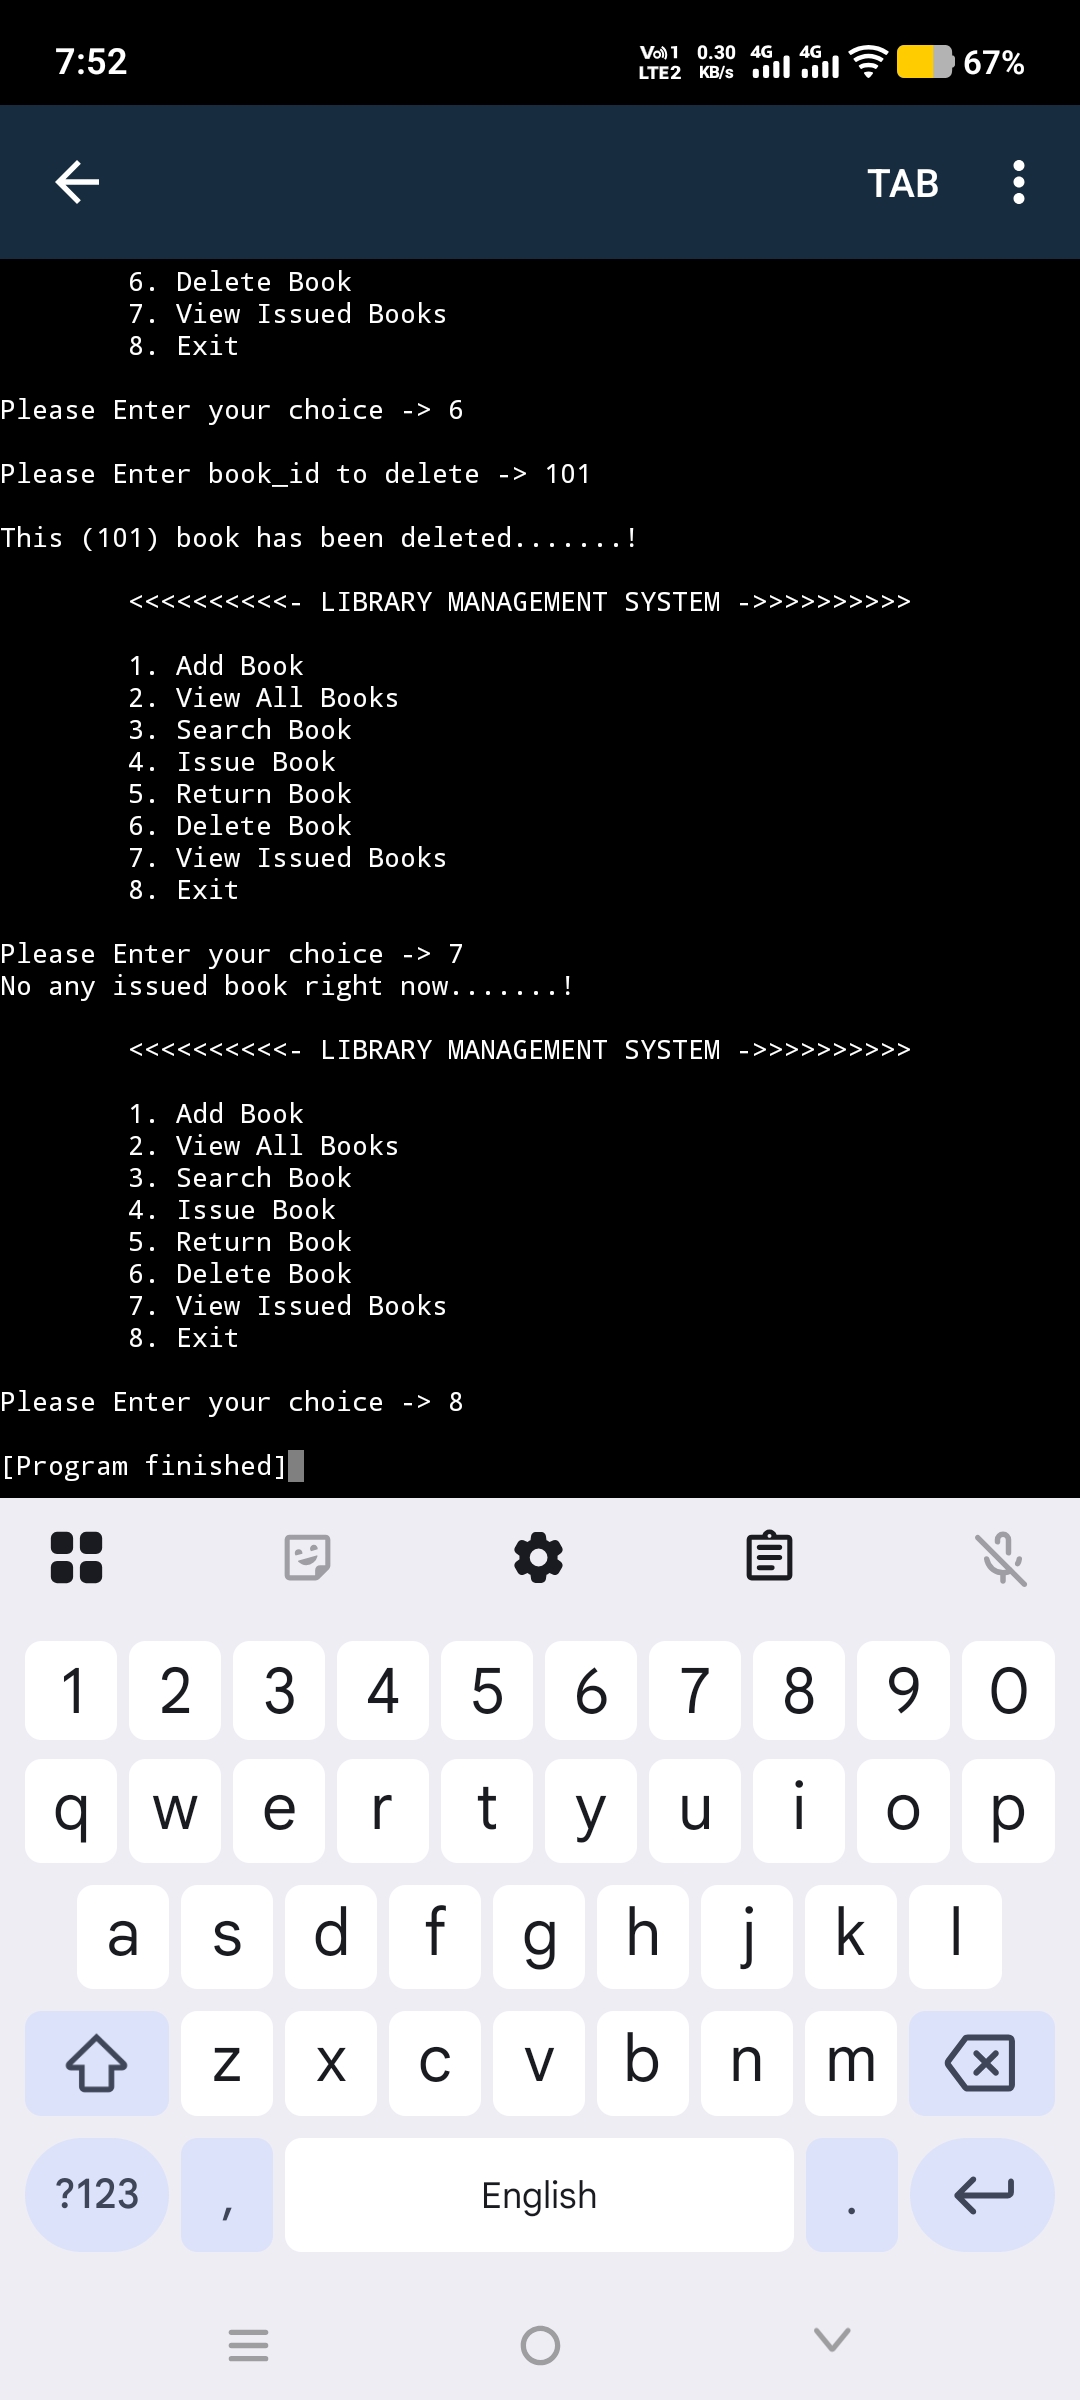 7:52
Vo) 1 LTE2 0.30 KB/s 4G 4G 67%
TAB
6. Delete Book
7. View Issued Books
8. Exit
Please Enter your choice -> 6
Please Enter book_id to delete -> 101
This (101) book has been deleted.......!
<<<<<<<<<<- LIBRARY MANAGEMENT SYSTEM ->>>>>>>>>>
1. Add Book
2. View All Books
3. Search Book
4. Issue Book
5. Return Book
6. Delete Book
7. View Issued Books
8. Exit
Please Enter your choice -> 7
No any issued book right now.......!
<<<<<<<<<<- LIBRARY MANAGEMENT SYSTEM ->>>>>>>>>>
1. Add Book
2. View All Books
3. Search Book
4. Issue Book
5. Return Book
6. Delete Book
7. View Issued Books
8. Exit
Please Enter your choice -> 8
[Program finished]
1 2 3 4 5 6 7 8 9 0
q w e r t y u i o p
a s d f g h j k l
z x c v b n m
?123 , English .